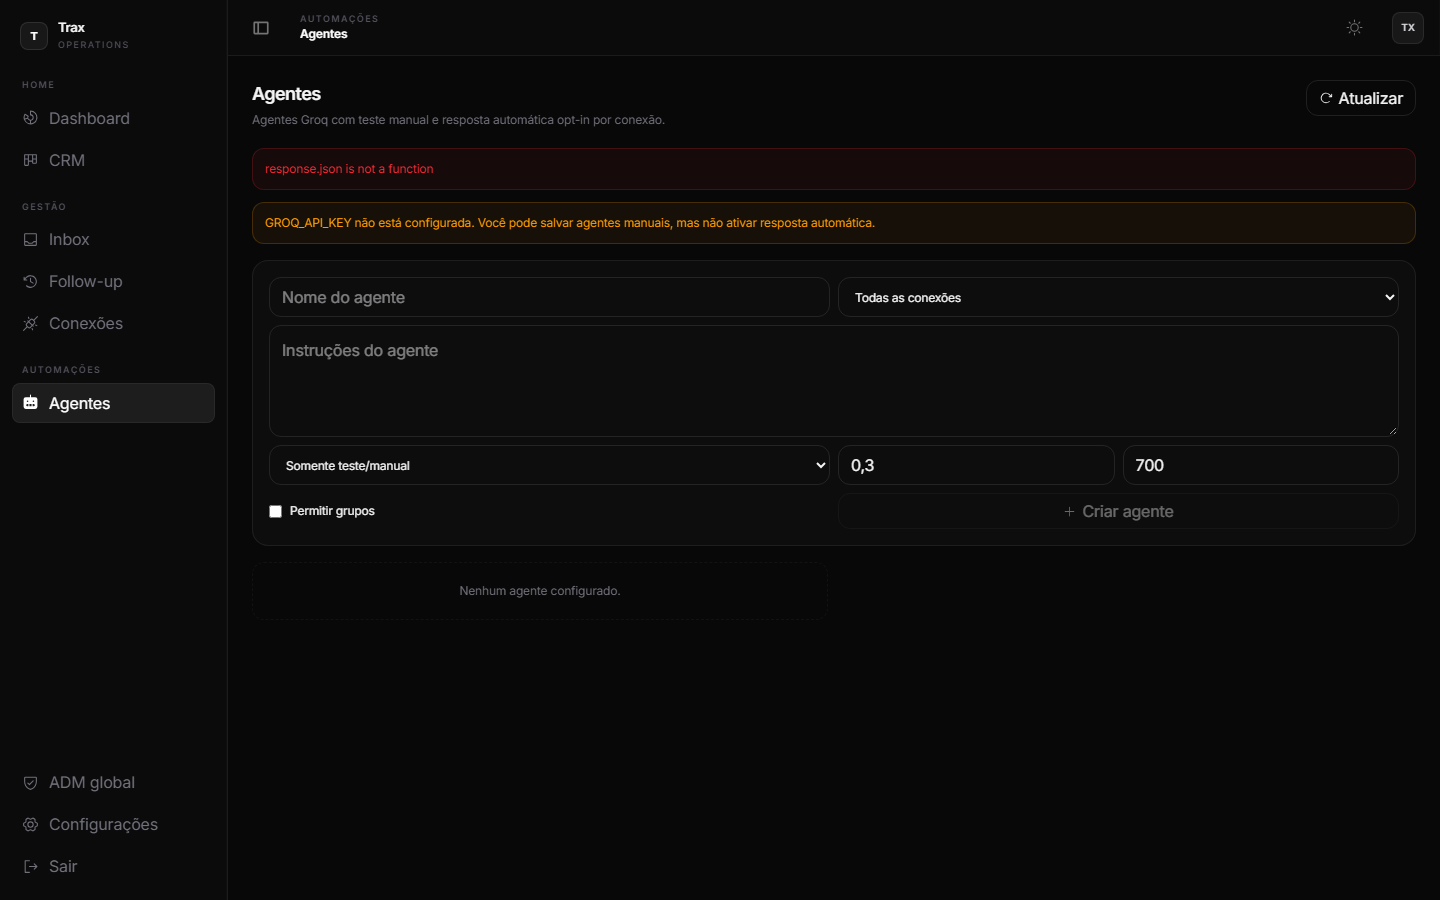 T
Trax
OPERATIONS
HOME
Dashboard
CRM
GESTÃO
Inbox
Follow-up
Conexões
AUTOMAÇÕES
Agentes
ADM global
Configurações
Sair
AUTOMAÇÕES
Agentes
TX
Agentes
Agentes Groq com teste manual e resposta automática opt-in por conexão.
Atualizar
response.json is not a function
GROQ_API_KEY não está configurada. Você pode salvar agentes manuais, mas não ativar resposta automática.
Nome do agente
Todas as conexões
Instruções do agente
Somente teste/manual
0,3
700
Permitir grupos
+ Criar agente
Nenhum agente configurado.